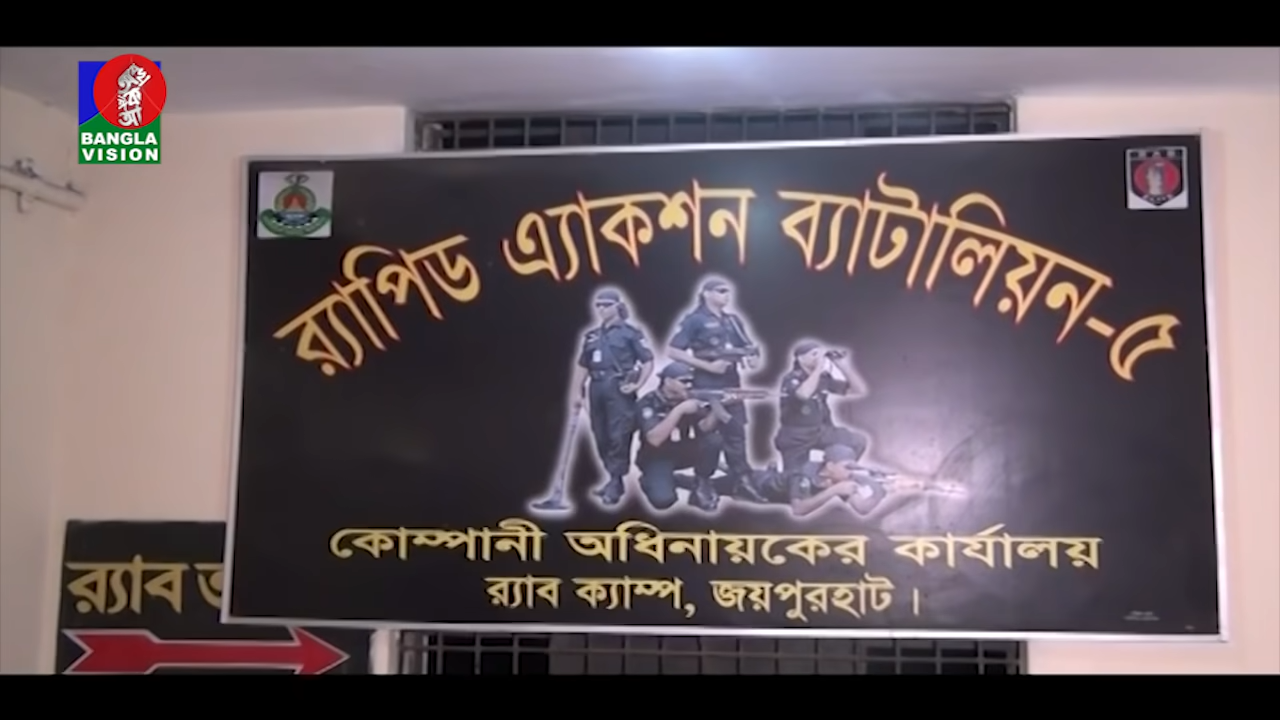 BANGLA
VISION
র‍্যাপিড এ্যাকশন ব্যাটালিয়ন-৫
কোম্পানী অধিনায়কের কার্যালয়
র‍্যাব ক্যাম্প, জয়পুরহাট।
র‍্যাব